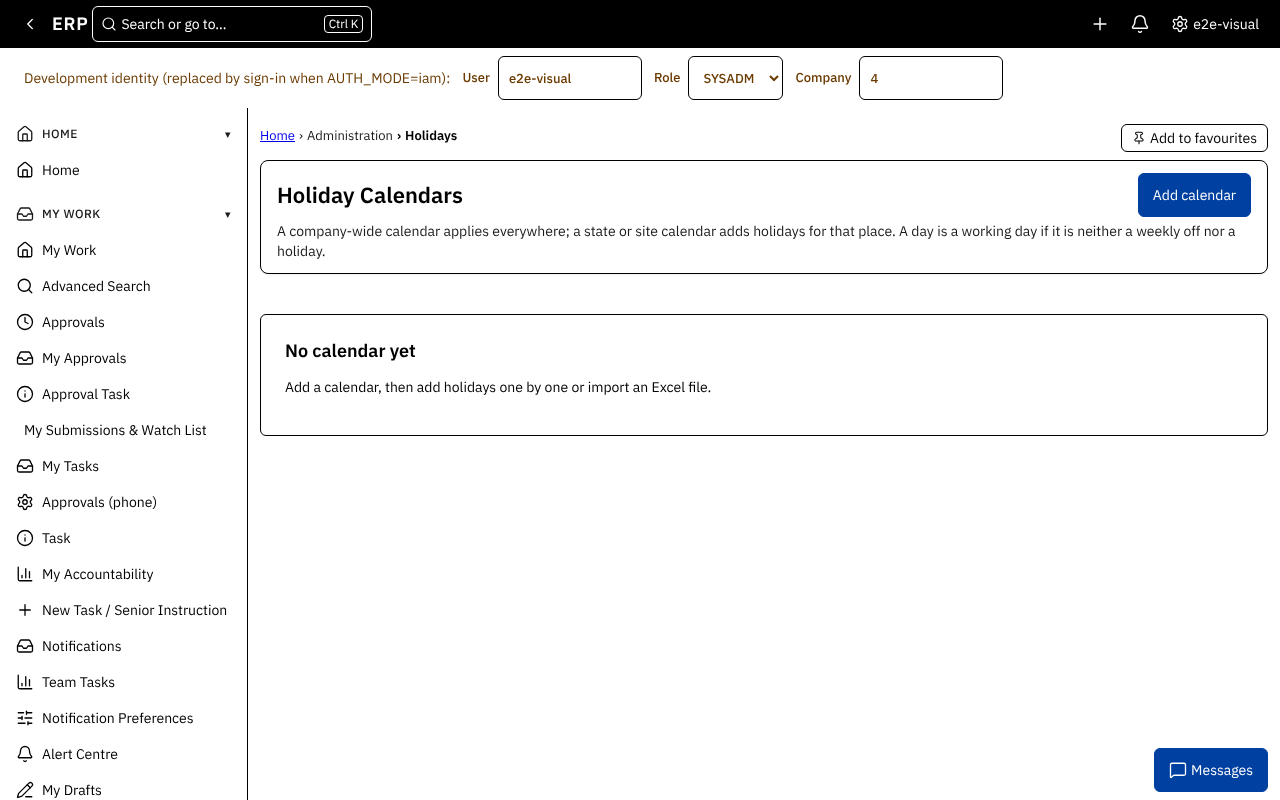 ERP
Search or go to...
Ctrl K
e2e-visual
Development identity (replaced by sign-in when AUTH_MODE=iam):
User
e2e-visual
Role
SYSADM
Company
4
HOME
Home
MY WORK
My Work
Advanced Search
Approvals
My Approvals
Approval Task
My Submissions & Watch List
My Tasks
Approvals (phone)
Task
My Accountability
New Task / Senior Instruction
Notifications
Team Tasks
Notification Preferences
Alert Centre
My Drafts
Home › Administration › Holidays
Add to favourites
Holiday Calendars
Add calendar
A company-wide calendar applies everywhere; a state or site calendar adds holidays for that place. A day is a working day if it is neither a weekly off nor a
holiday.
No calendar yet
Add a calendar, then add holidays one by one or import an Excel file.
Messages